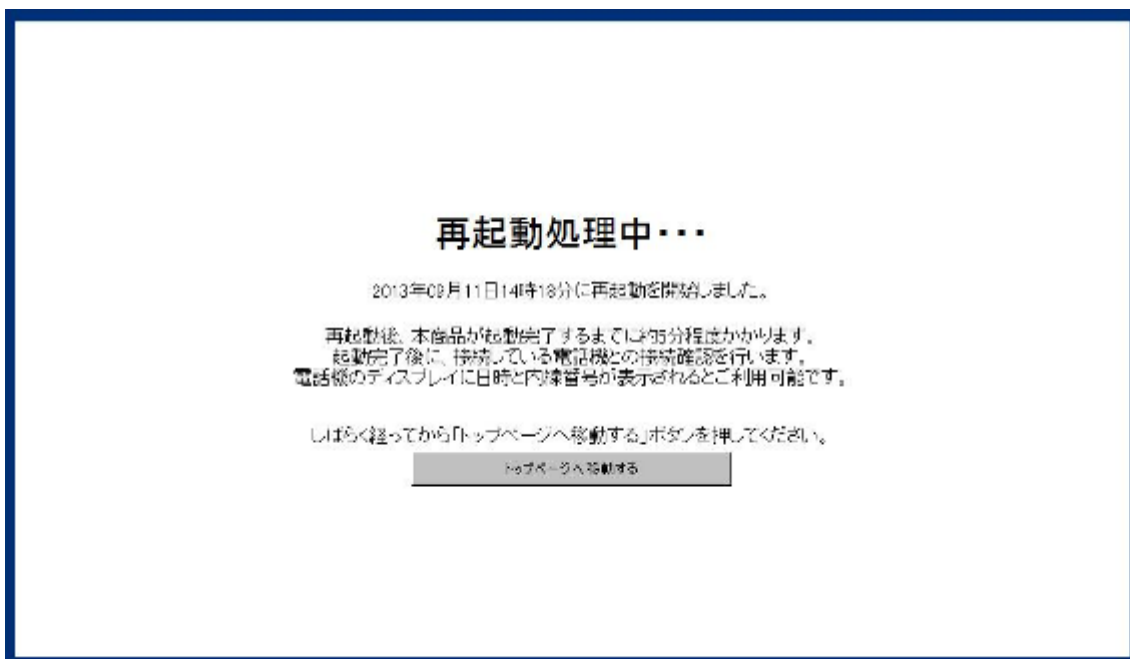 再起動処理中・・・
2013年09月11日14時18分に再起動を開始しました。
再起動後、本商品が起動完了するまでに約5分程度かかります。
起動完了後に、接続している電話機との接続確認を行います。
電話機のディスプレイに日時と内線番号が表示されるとご利用可能です。
しばらく経ってから「トップページへ移動する」ボタンを押してください。
トップページへ移動する